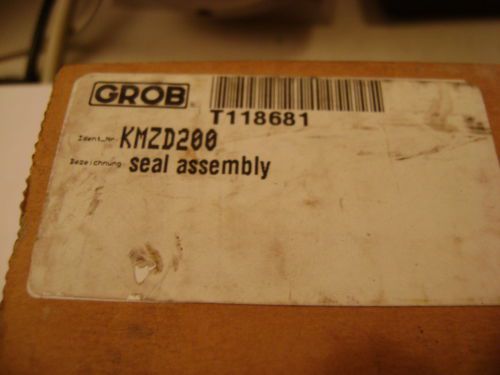 GROB
T118681
Ident_Nr. KMZD200
Bezeichnung: seal assembly